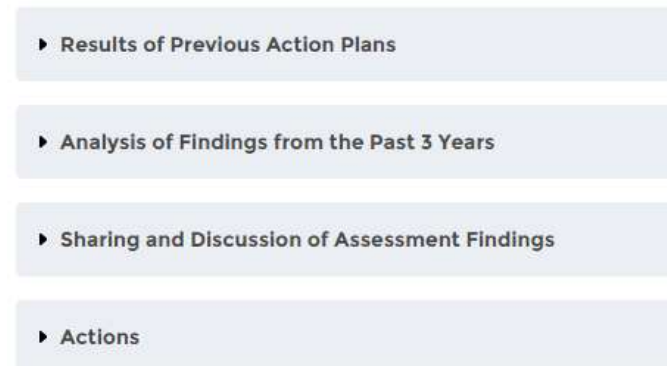 Results of Previous Action Plans
Analysis of Findings from the Past 3 Years
Sharing and Discussion of Assessment Findings
Actions